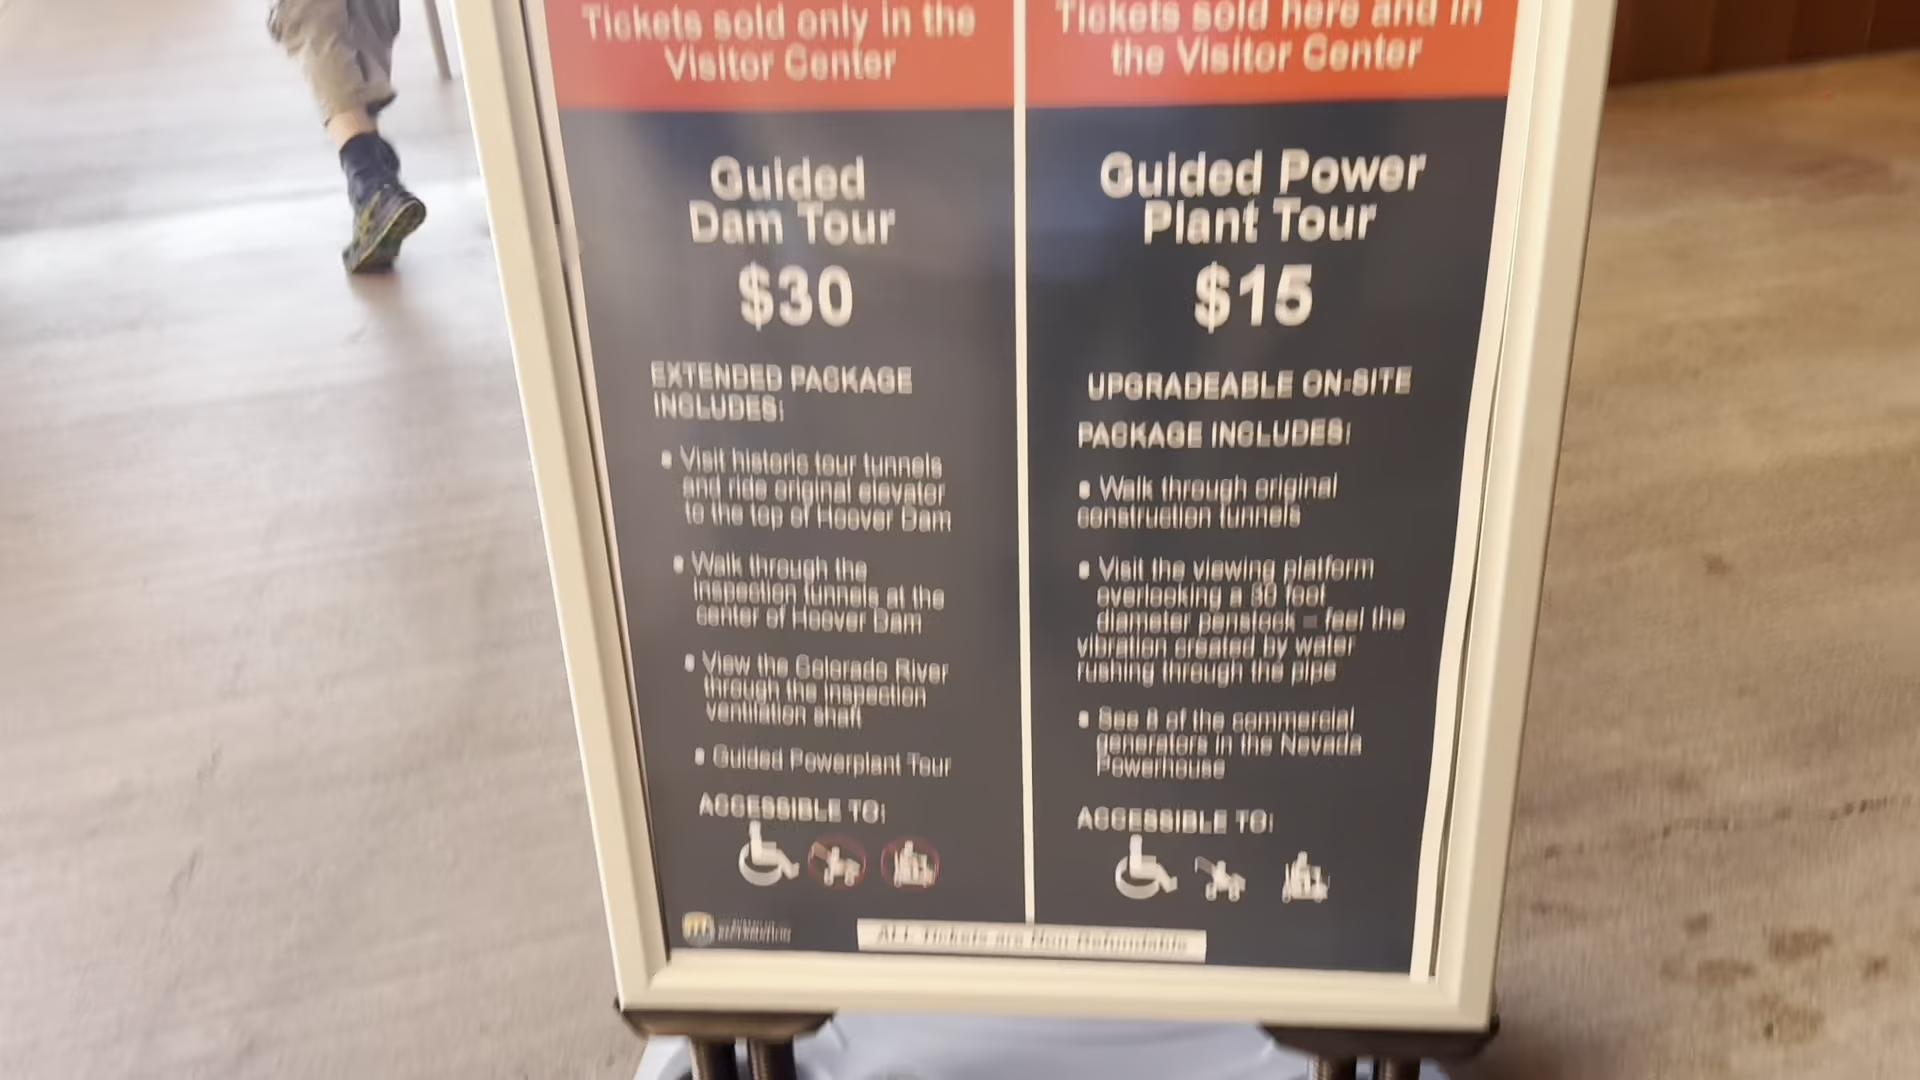 Tickets sold only in the
Visitor Center
Guided
Dam Tour
$30
EXTENDED PACKAGE
INCLUDES:
• Visit historic tour tunnels
and ride original elevator
to the top of Hoover Dam
• Walk through the
inspection tunnels at the
center of Hoover Dam
• View the Colorado River
through the inspection
ventilation shaft
• Guided Powerplant Tour
ACCESSIBLE TO:
Tickets sold here and in
the Visitor Center
Guided Power
Plant Tour
$15
UPGRADEABLE ON-SITE
PACKAGE INCLUDES:
• Walk through original
construction tunnels
• Visit the viewing platform
overlooking a 30 foot
diameter penstock – feel the
vibration created by water
rushing through the pipe
• See 8 of the commercial
generators in the Nevada
Powerhouse
ACCESSIBLE TO:
ALL Tickets are Non Refundable